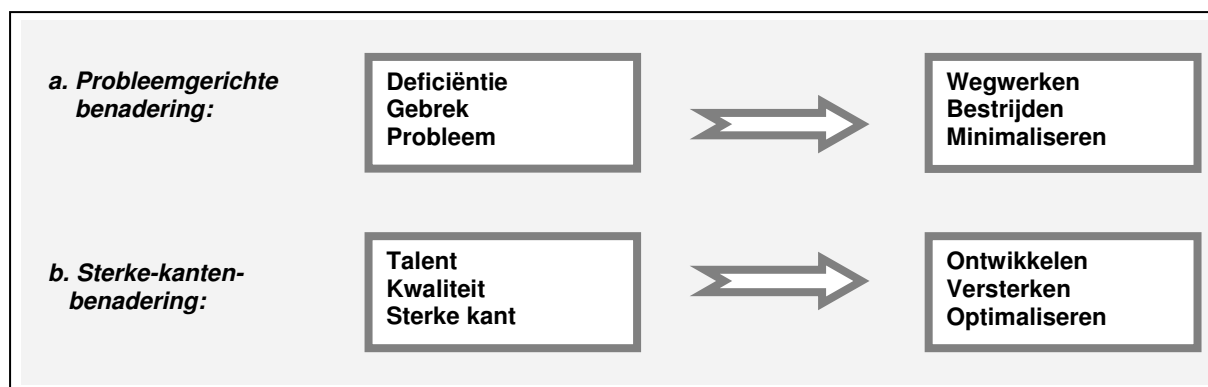 a. Probleemgerichte
benadering:
Deficiëntie
Gebrek
Probleem
Wegwerken
Bestrijden
Minimaliseren
b. Sterke-kanten-
benadering:
Talent
Kwaliteit
Sterke kant
Ontwikkelen
Versterken
Optimaliseren